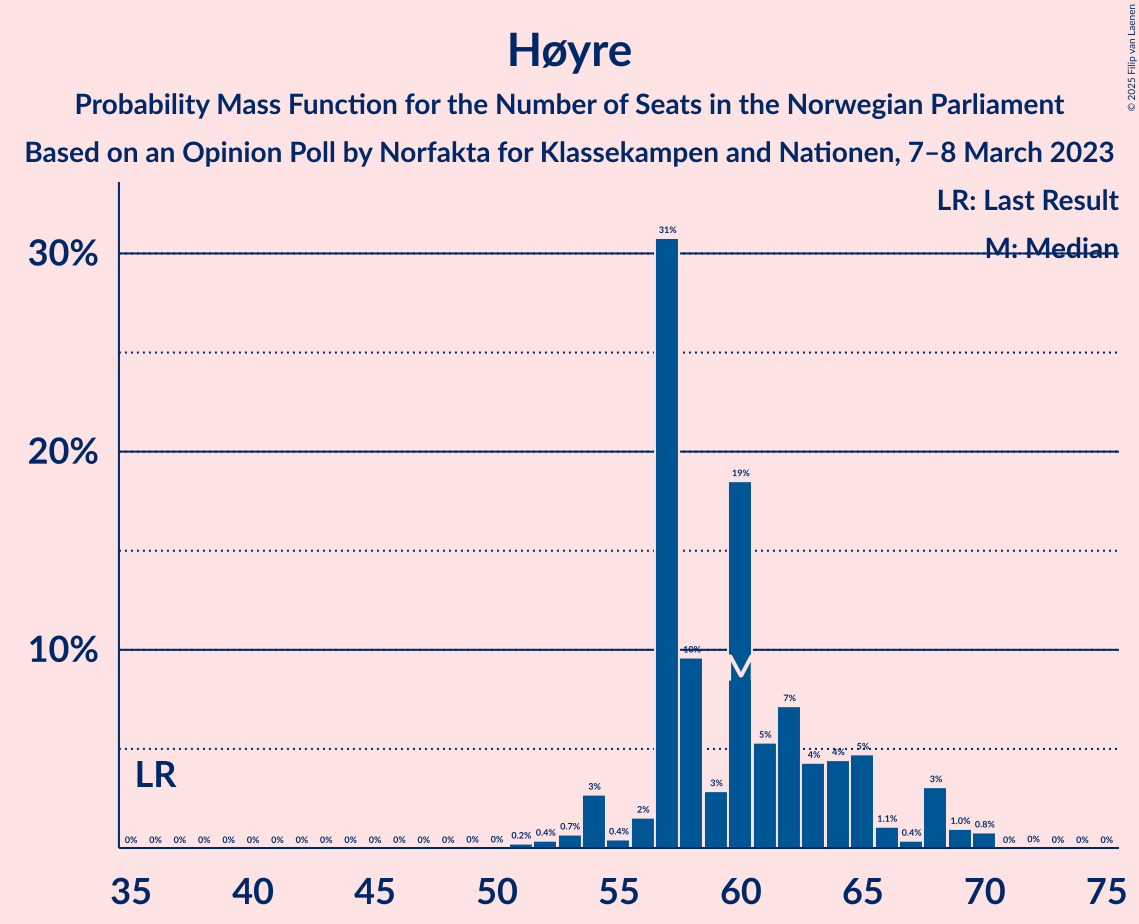 Høyre
Probability Mass Function for the Number of Seats in the Norwegian Parliament
Based on an Opinion Poll by Norfakta for Klassekampen and Nationen, 7–8 March 2023
© 2025 Filip van Laenen
LR: Last Result
M: Median
30%
20%
10%
31%
19%
10%
M
7%
5%
4%
4%
5%
3%
3%
3%
LR
0% 0% 0% 0% 0% 0% 0% 0% 0% 0% 0% 0% 0% 0% 0% 0% 0.2% 0.4% 0.7% 0.4% 2% 1.1% 0.4% 1.0% 0.8% 0% 0% 0% 0% 0%
35 40 45 50 55 60 65 70 75